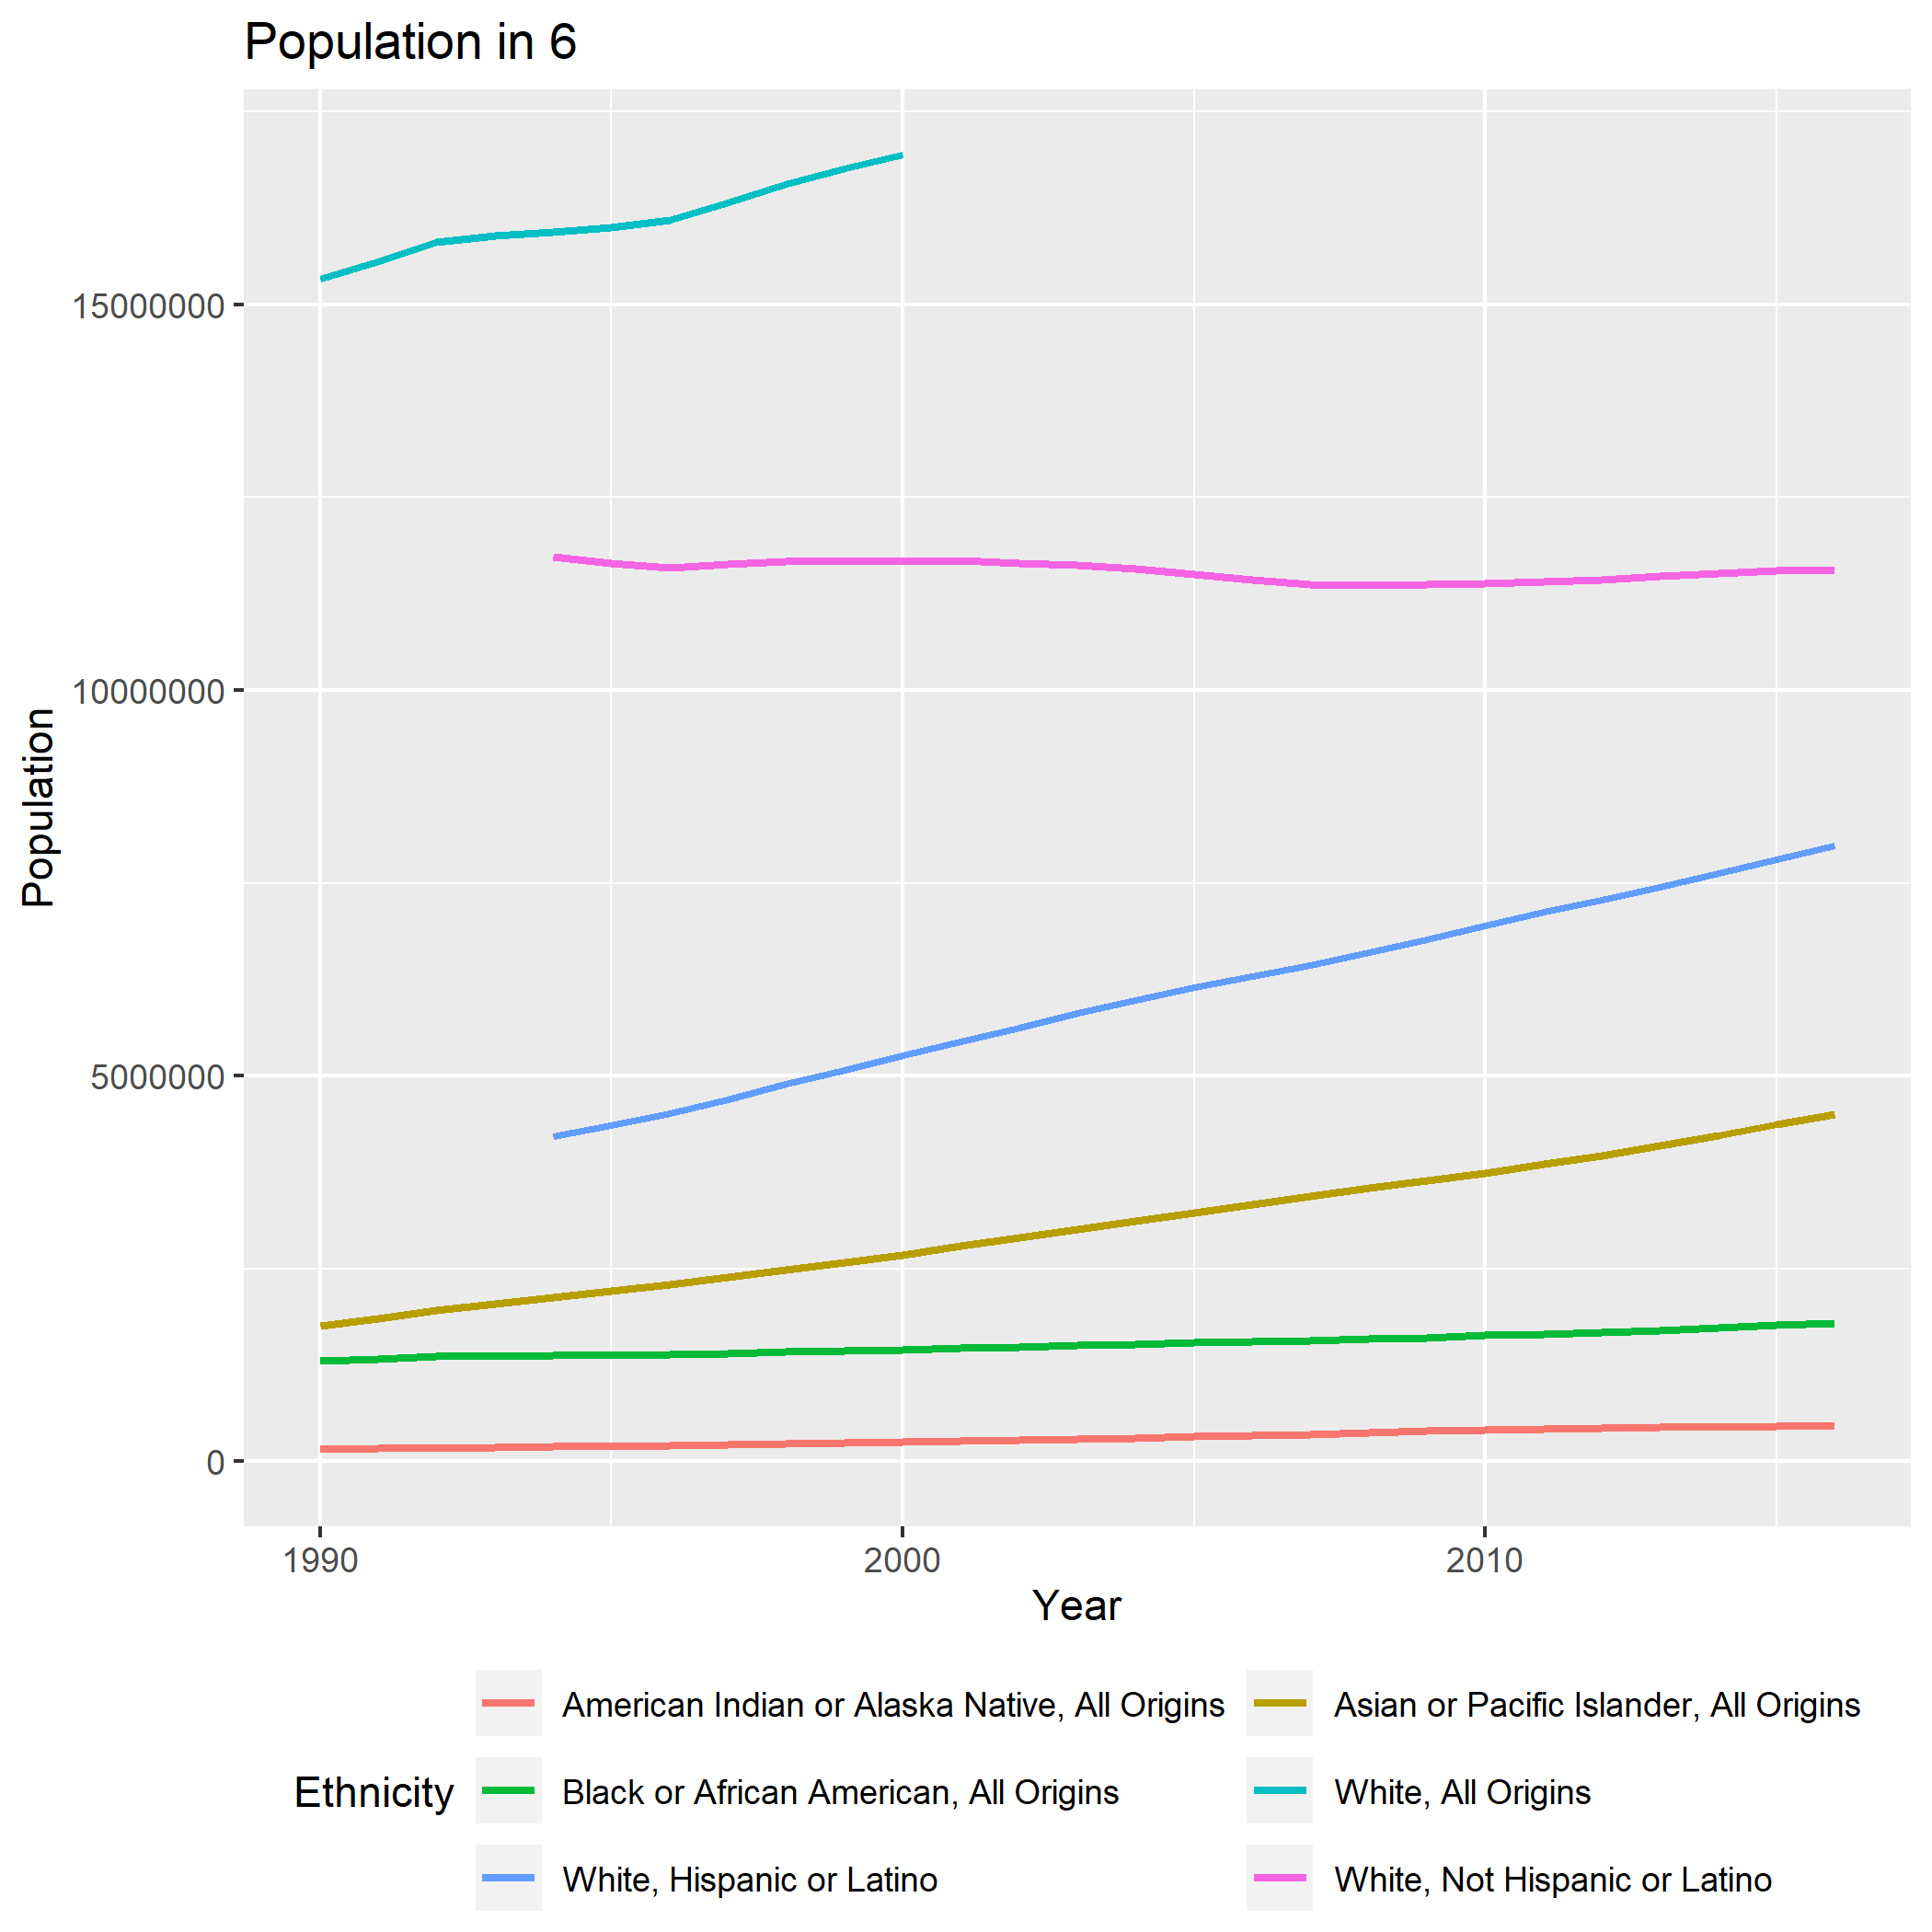 Population in 6
Population
15000000
10000000
5000000
0
1990 2000 2010
Year
Ethnicity
American Indian or Alaska Native, All Origins
Asian or Pacific Islander, All Origins
Black or African American, All Origins
White, All Origins
White, Hispanic or Latino
White, Not Hispanic or Latino